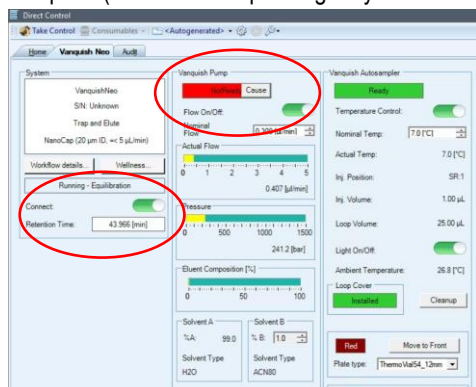 Direct Control
Take Control Consumables <Autogenerated>
Home Vanquish Neo Audit
System
VanquishNeo
S/N: Unknown
Trap and Elute
NanoCap (20 µm ID, =< 5 µL/min)
Workflow details... Wellness...
Running - Equilibration
Connect:
Retention Time: 43.966 [min]
Vanquish Pump
Cause
Flow On/Off:
Nominal
Flow 0.300 [µl/min]
Actual Flow
0 1 2 3 4 5
0.407 [µl/min]
Pressure
0 500 1000 1500
241.2 [bar]
Eluent Composition [%]
0 50 100
Solvent A
%A: 99.0
Solvent Type
H2O
Solvent B
% B: 1.0
Solvent Type
ACN80
Vanquish Autosampler
Ready
Temperature Control:
Nominal Temp: 7.0 [°C]
Actual Temp: 7.0 [°C]
Inj. Position: SR:1
Inj. Volume: 1.00 µL
Loop Volume: 25.00 µL
Light On/Off:
Ambient Temperature: 26.8 [°C]
Loop Cover
Installed Cleanup
Red Move to Front
Plate type: ThermoVial54_12mm